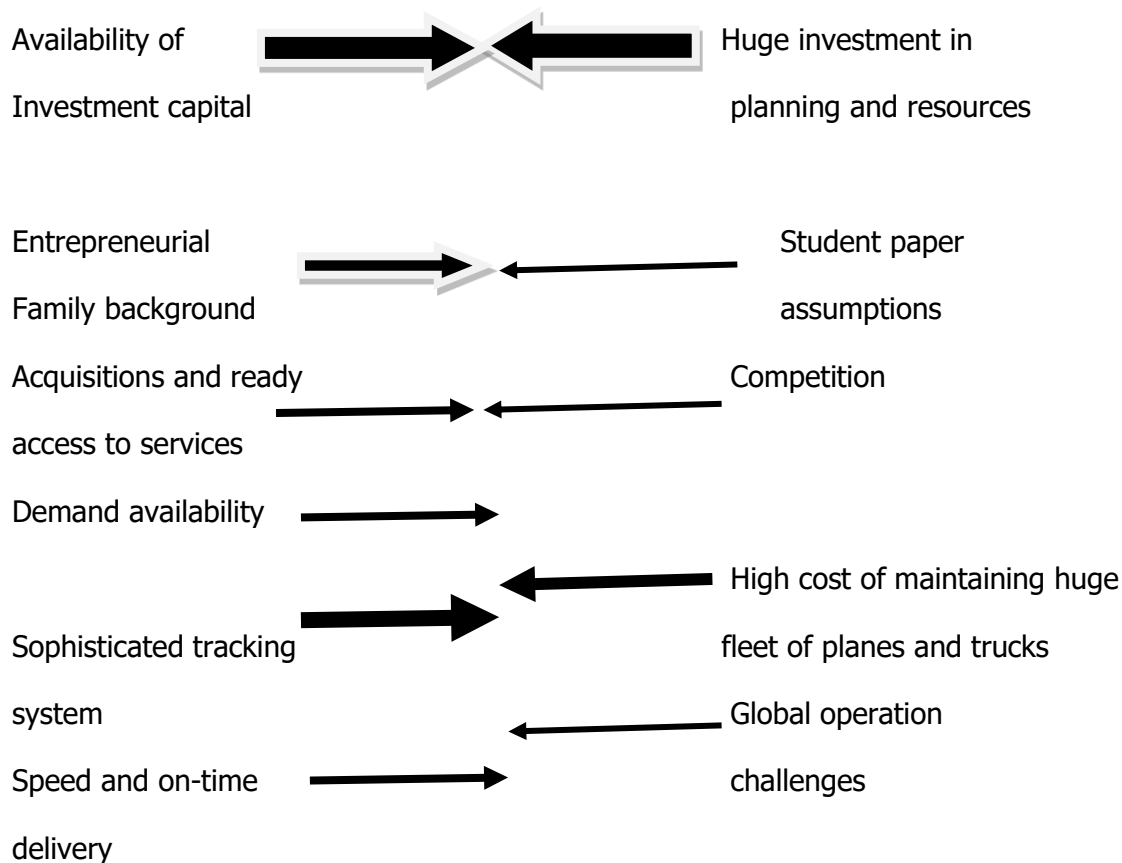 Availability of
Investment capital
Huge investment in
planning and resources
Entrepreneurial
Family background
Student paper
assumptions
Acquisitions and ready
access to services
Competition
Demand availability
High cost of maintaining huge
fleet of planes and trucks
Sophisticated tracking
system
Global operation
challenges
Speed and on-time
delivery